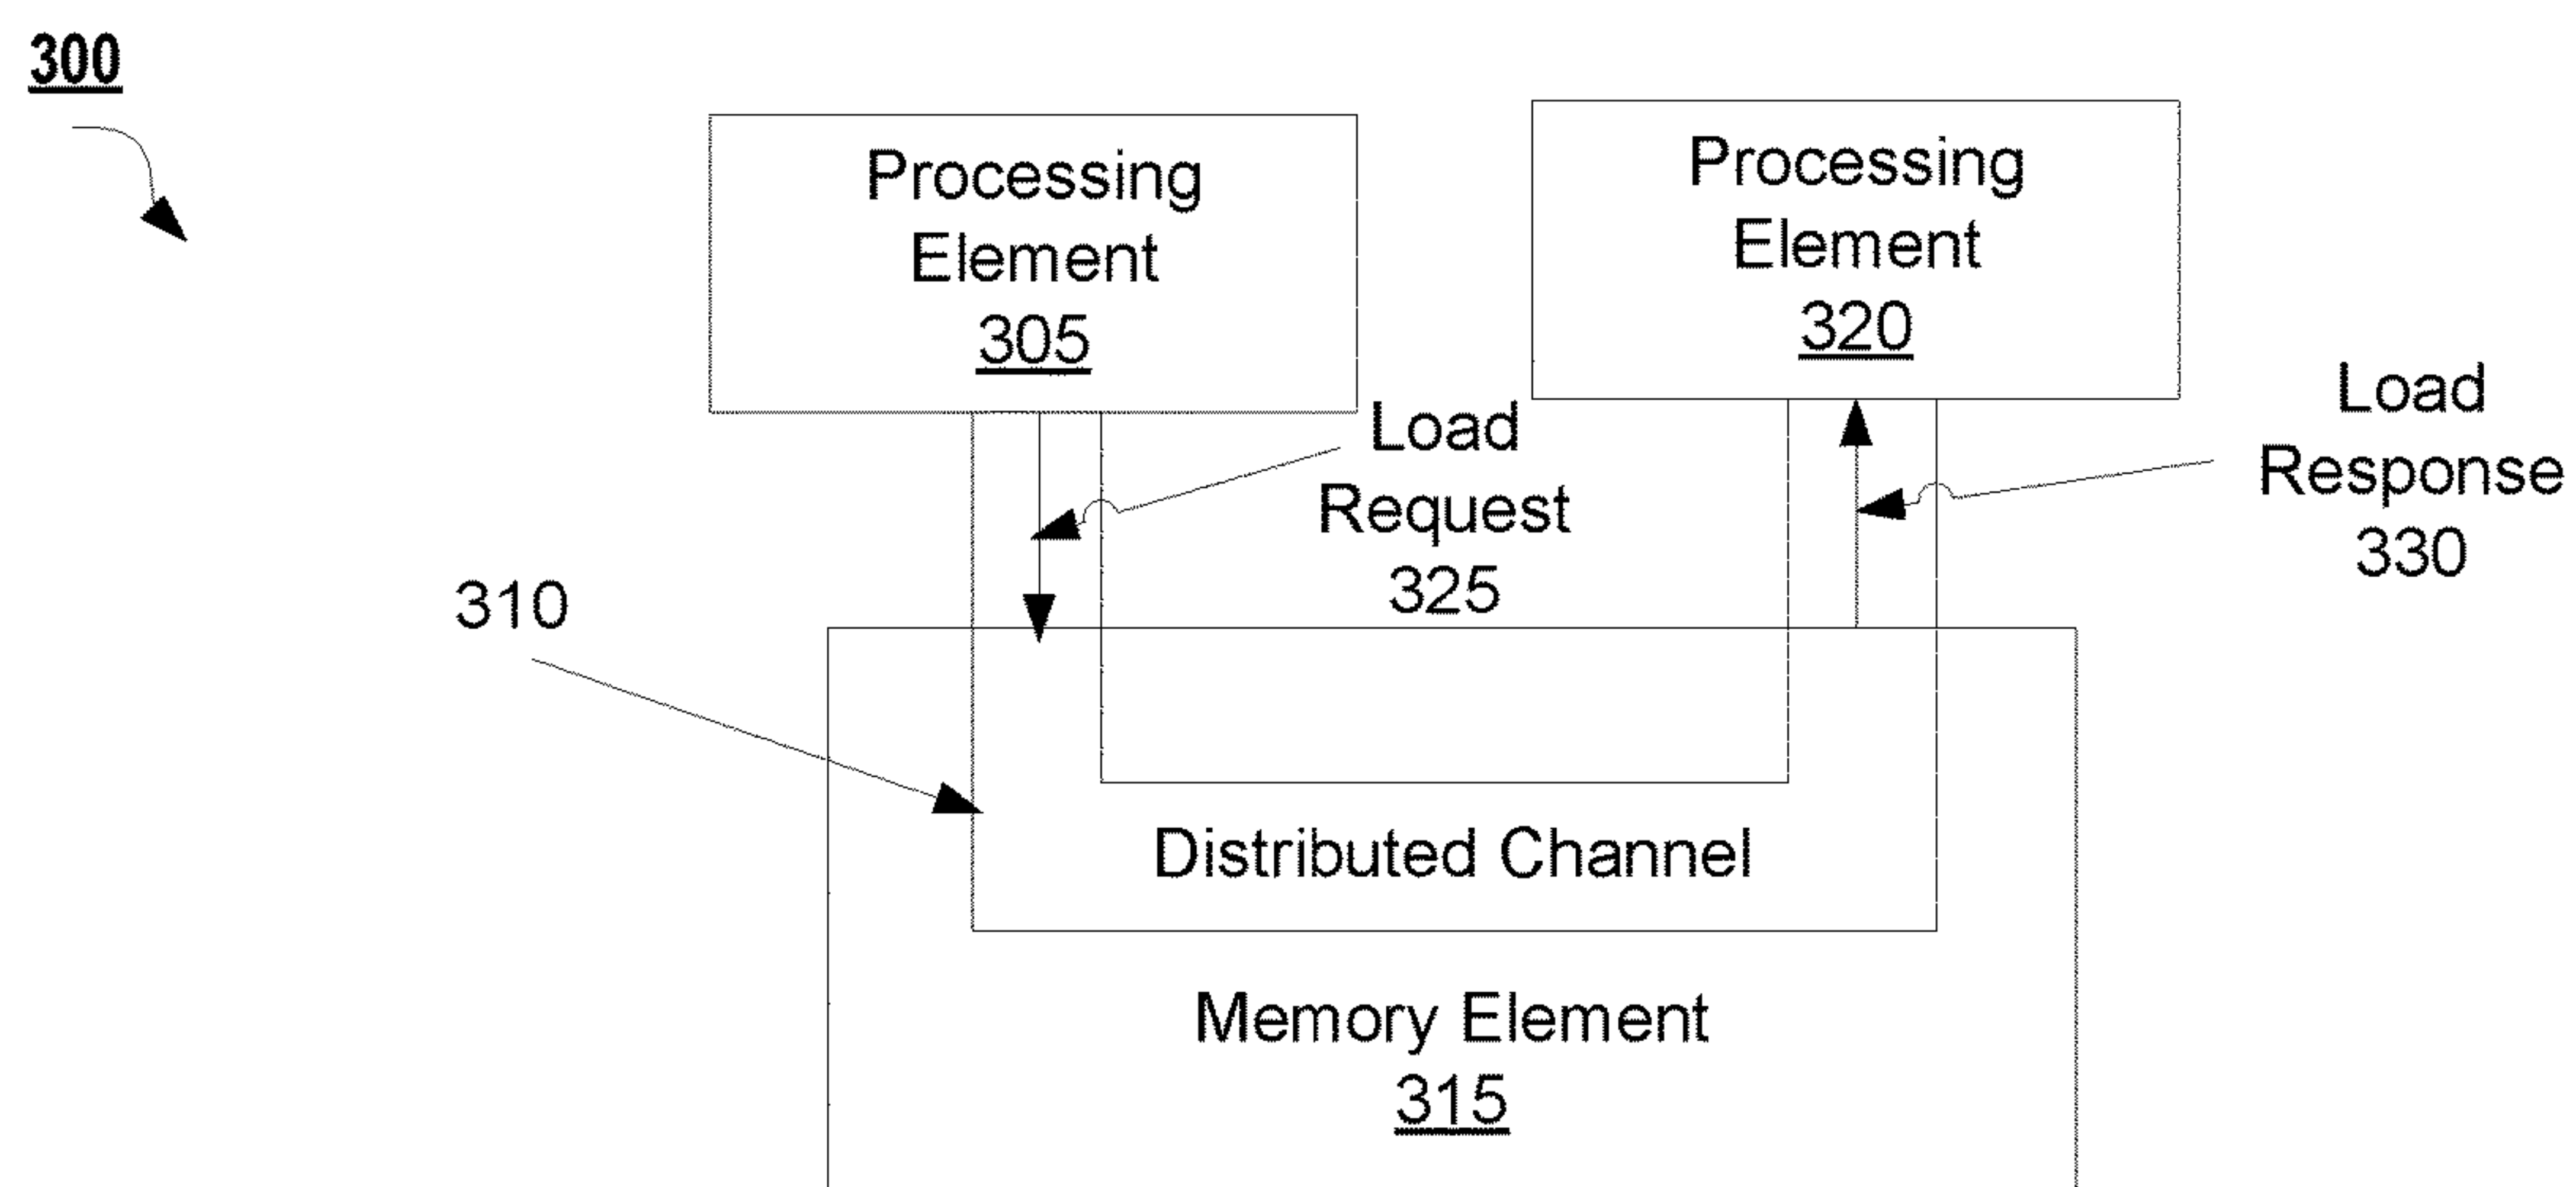 300
Processing
Element
305
Processing
Element
320
Load
Request
325
Load
Response
330
310
Distributed Channel
Memory Element
315